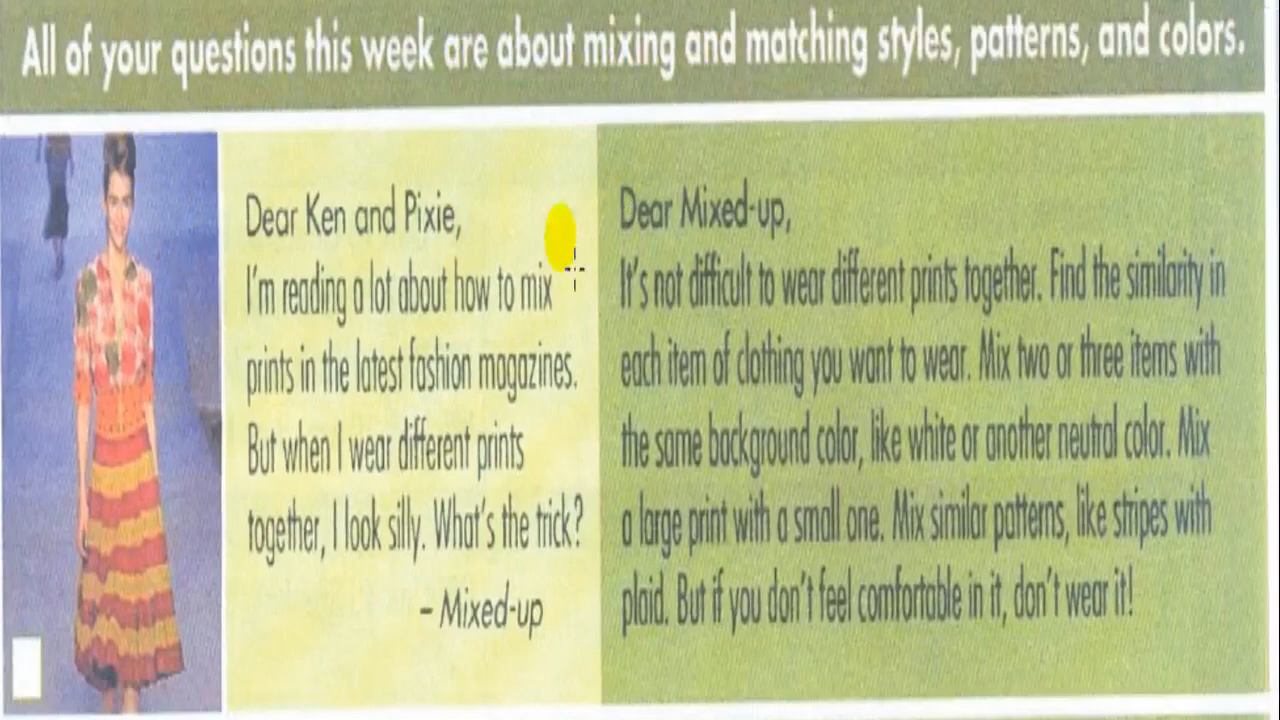 All of your questions this week are about mixing and matching styles, patterns, and colors.
Dear Ken and Pixie,
I'm reading a lot about how to mix
prints in the latest fashion magazines.
But when I wear different prints
together, I look silly. What's the trick?
– Mixed-up
Dear Mixed-up,
It's not difficult to wear different prints together. Find the similarity in
each item of clothing you want to wear. Mix two or three items with
the same background color, like white or another neutral color. Mix
a large print with a small one. Mix similar patterns, like stripes with
plaid. But if you don't feel comfortable in it, don't wear it!